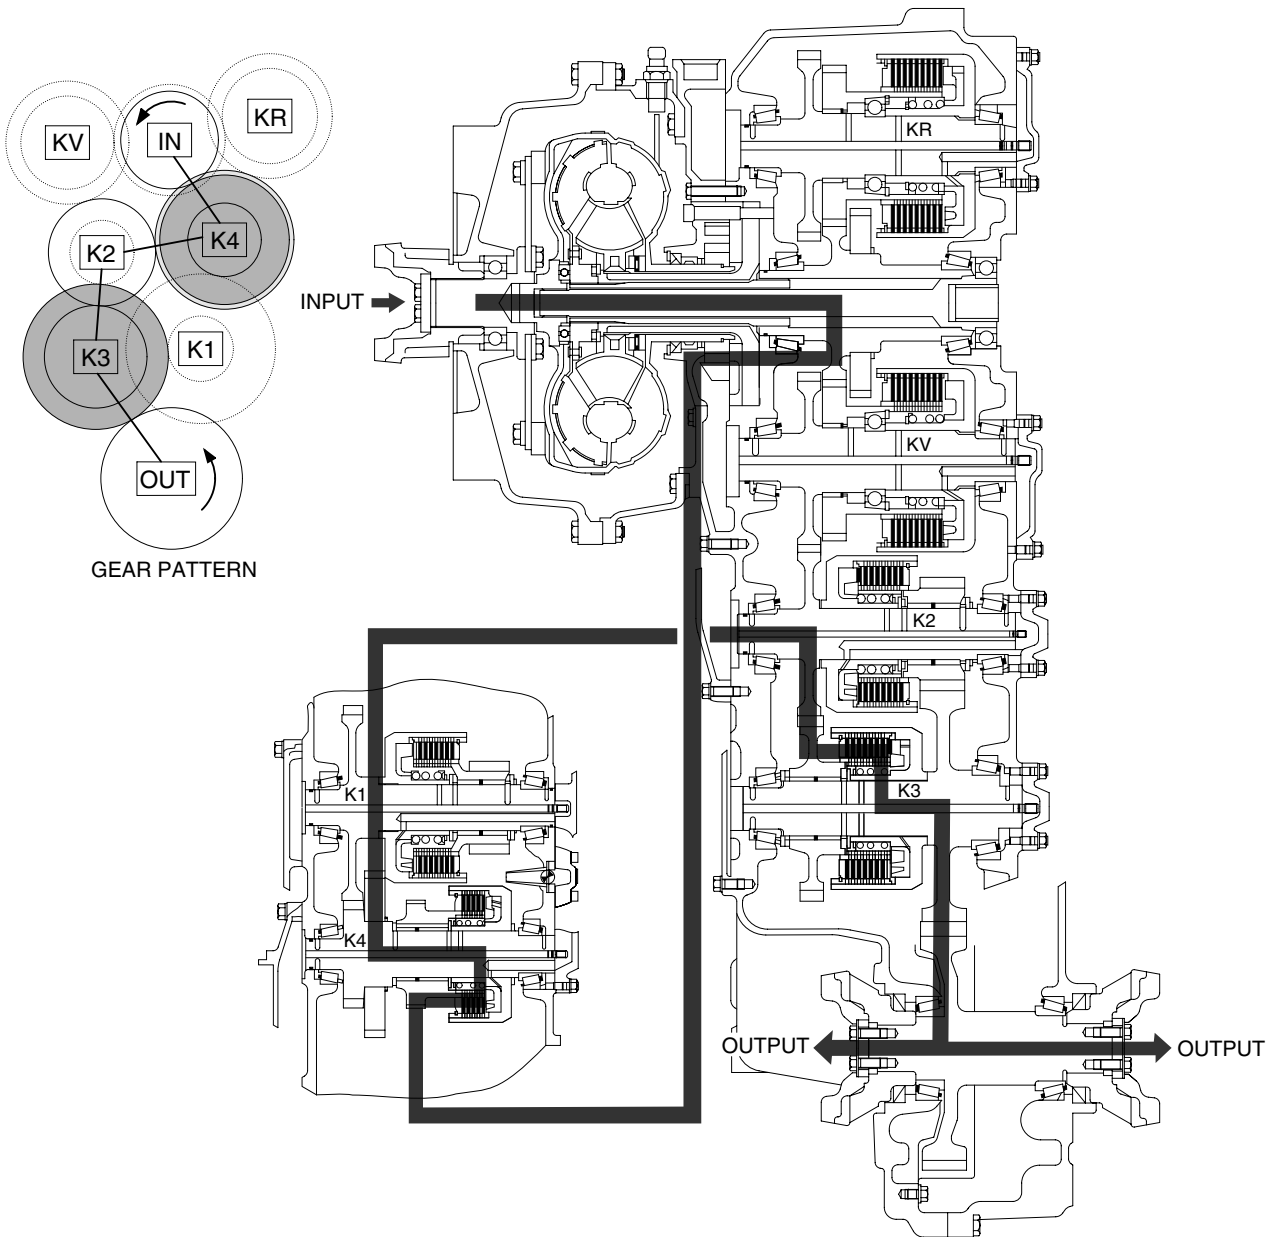 KV
IN
KR
K2
K4
K3
K1
OUT
GEAR PATTERN
INPUT
KR
KV
K2
K3
K1
K4
OUTPUT
OUTPUT